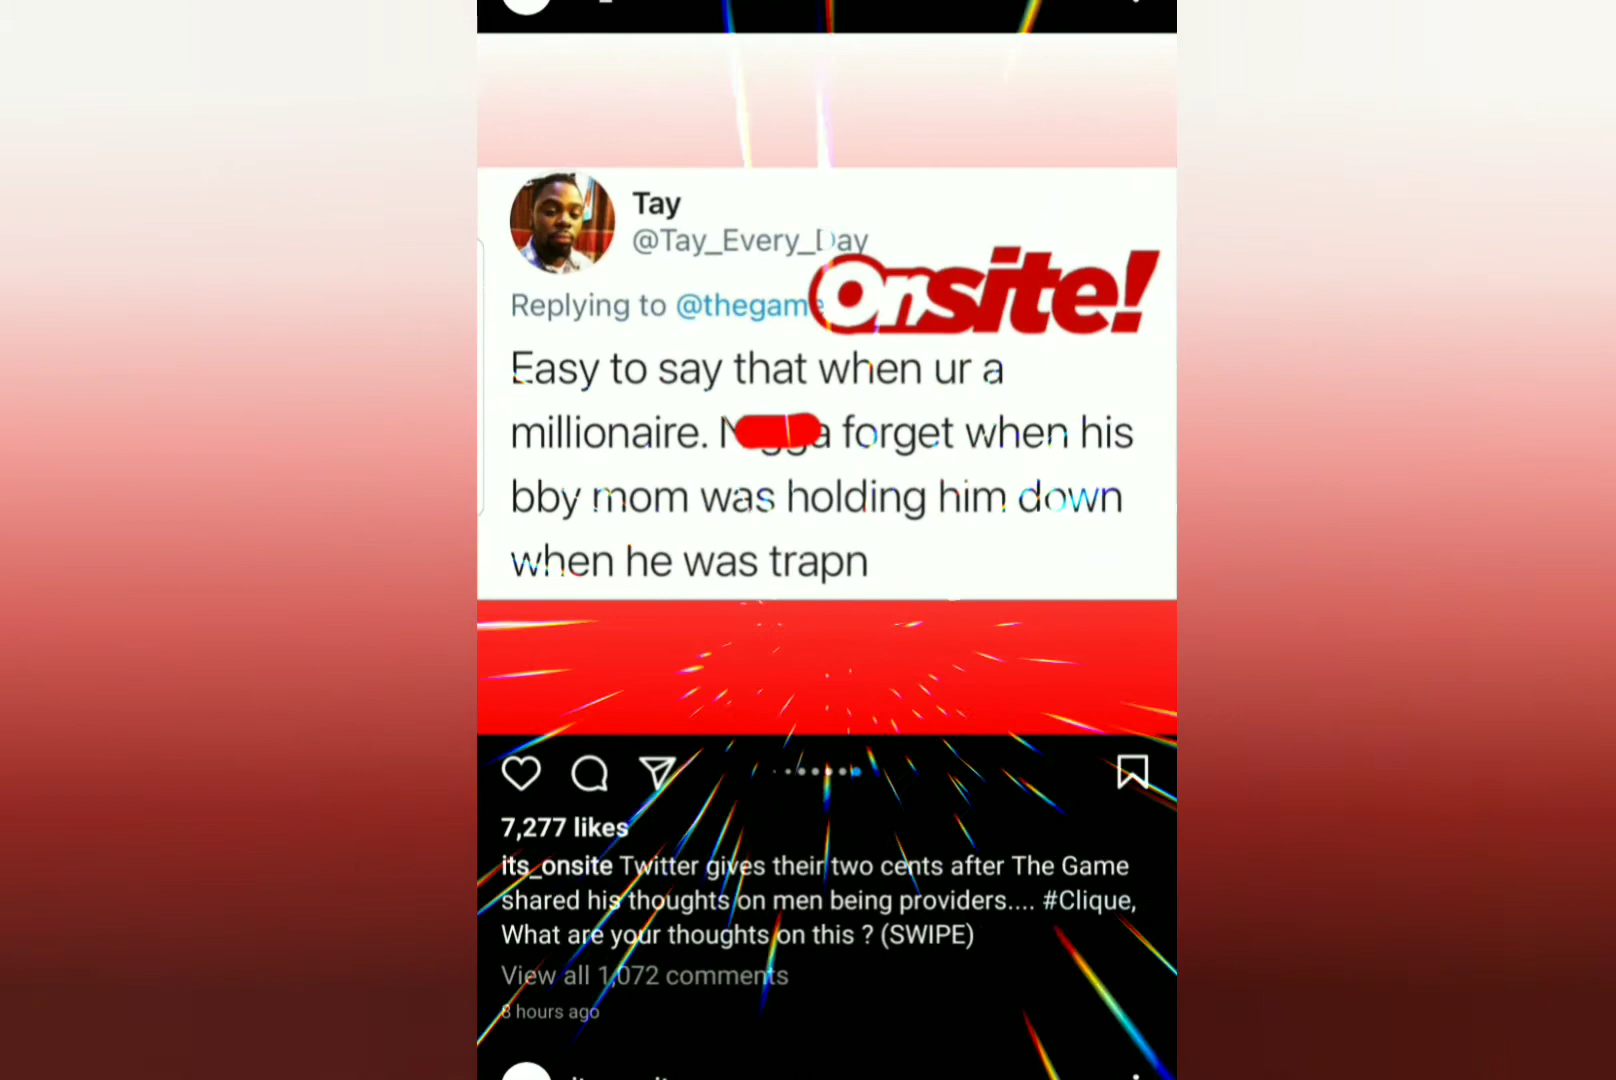 Tay
@Tay_Every_Day
Onsite!
Replying to @thegame
Easy to say that when ur a
millionaire. forget when his
bby mom was holding him down
when he was trapn
7,277 likes
its_onsite Twitter gives their two cents after The Game
shared his thoughts on men being providers.... #Clique,
What are your thoughts on this ? (SWIPE)
View all 1,072 comments
8 hours ago